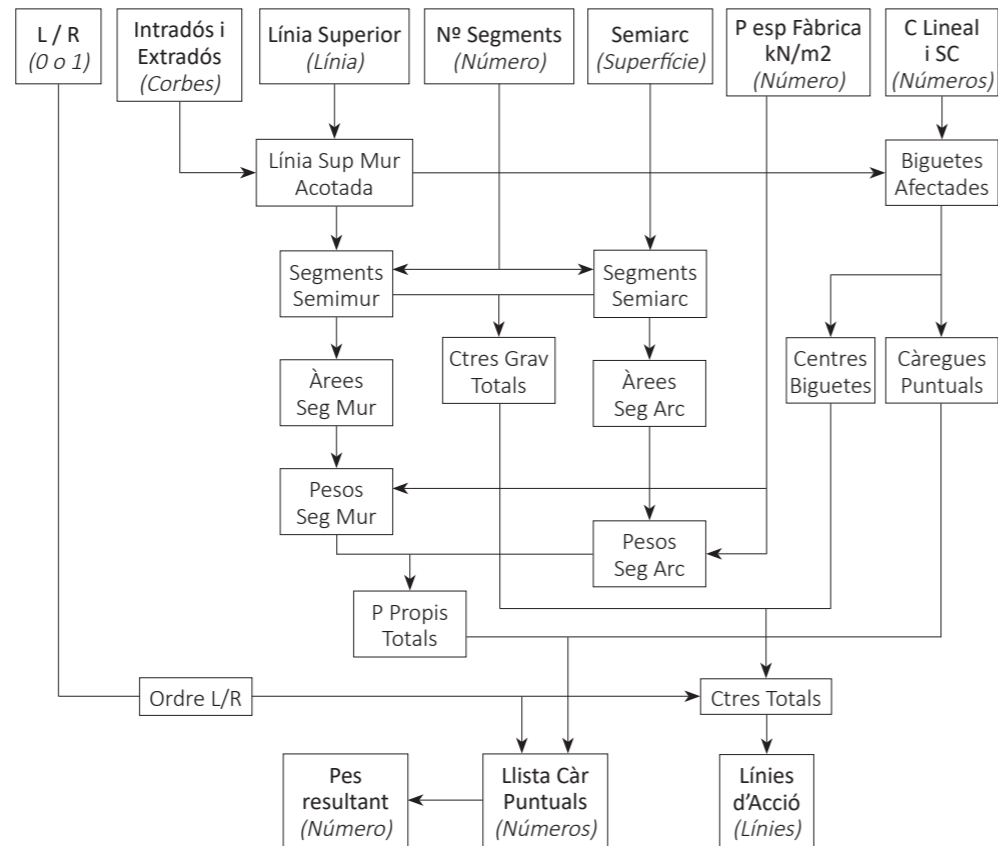 L / R
(0 o 1)
Intradós i
Extradós
(Corbes)
Línia Superior
(Línia)
Nº Segments
(Número)
Semiarc
(Superfície)
P esp Fàbrica
kN/m2
(Número)
C Lineal
i SC
(Números)
Línia Sup Mur
Acotada
Biguetes
Afectades
Segments
Semimur
Segments
Semiarc
Ctres Grav
Totals
Centres
Biguetes
Càregues
Puntuals
Àrees
Seg Mur
Àrees
Seg Arc
Pesos
Seg Mur
Pesos
Seg Arc
P Propis
Totals
Ordre L/R
Ctres Totals
Pes
resultant
(Número)
Llista Càr
Puntuals
(Números)
Línies
d'Acció
(Línies)